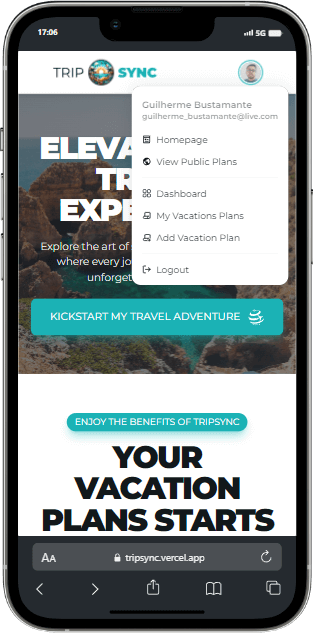 17:06
5G
TRIP SYNC
Guilherme Bustamante
guilherme_bustamante@live.com
Homepage
View Public Plans
Dashboard
My Vacations Plans
Add Vacation Plan
Logout
ELEVA
TR
EXPE
Explore the art of
where every jo
unforget
KICKSTART MY TRAVEL ADVENTURE
ENJOY THE BENEFITS OF TRIPSYNC
YOUR
VACATION
PLANS STARTS
AA
tripsync.vercel.app